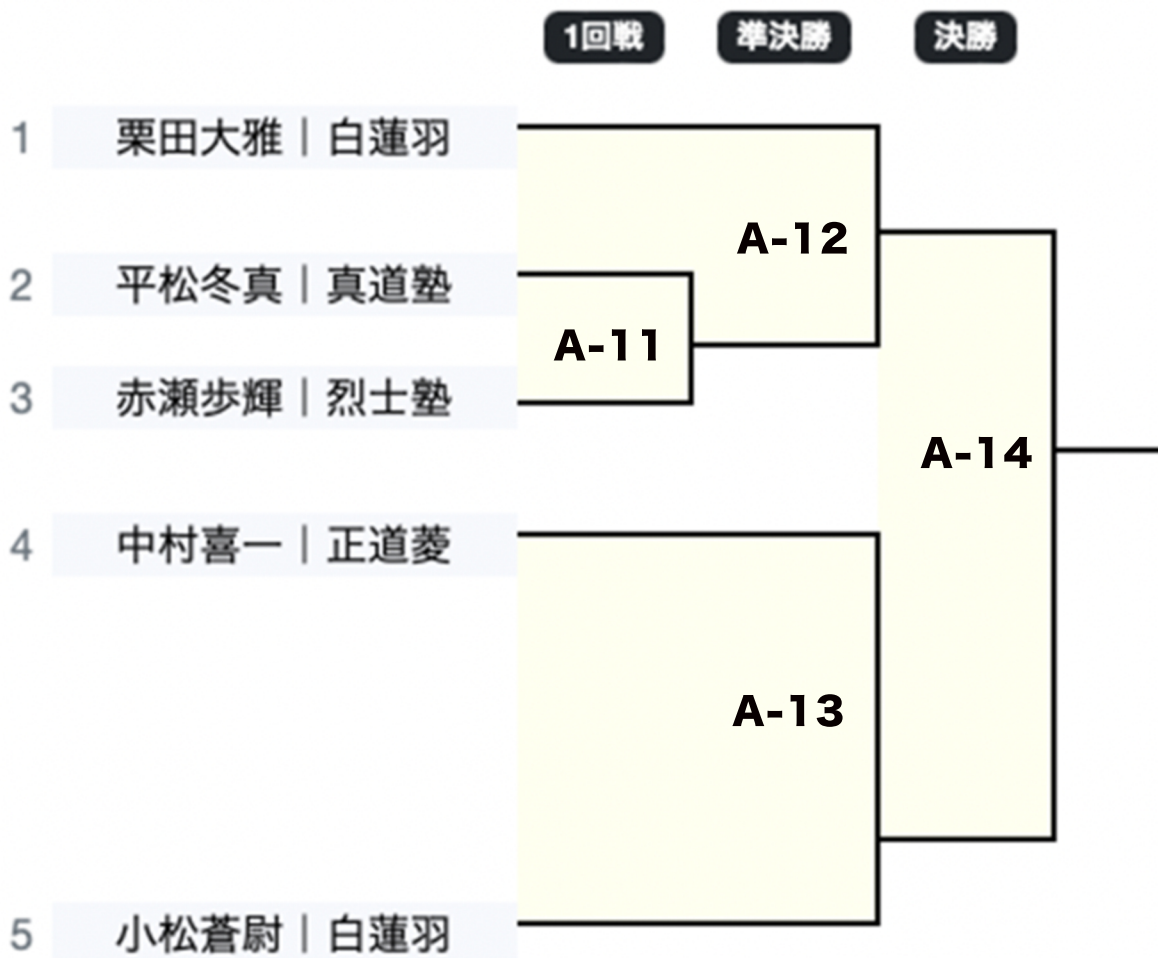 1回戦 準決勝 決勝
1 栗田大雅｜白蓮羽
A-12
2 平松冬真｜真道塾
A-11
3 赤瀬歩輝｜烈士塾
A-14
4 中村喜一｜正道菱
A-13
5 小松蒼尉｜白蓮羽